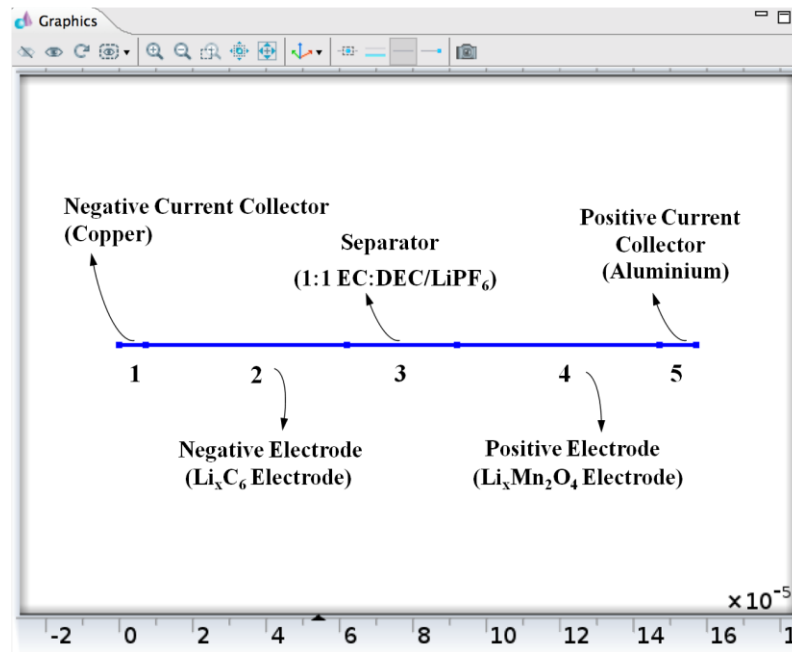 Graphics
Negative Current Collector
(Copper)
Separator
(1:1 EC:DEC/LiPF₆)
Positive Current
Collector
(Aluminium)
1
2
3
4
5
Negative Electrode
(LiₓC₆ Electrode)
Positive Electrode
(LiₓMn₂O₄ Electrode)
×10⁻⁵
-2 0 2 4 6 8 10 12 14 16